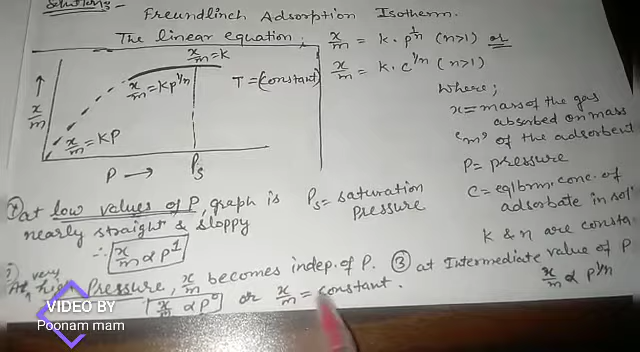 Solutions
Freundlinch Adsorption Isotherm.
The linear equation;
x/m = k. p^1/n (n>1) or
x/m = K. c^1/n (n>1)
x/m = k
x/m = Kp^1/n
T = (constant)
x/m
x/m = KP
P → Ps
① at low values of P, graph is
nearly straight & sloppy
∴ x/m ∝ P^1
Ps = saturation
pressure
where;
x = mass of the gas
absorbed on mass
'm' of the adsorbent
P = pressure
C = eqlbrm. conc. of
adsorbate in sol
k & n are consta
At very high Pressure, x/m becomes indep. of P.
x/m ∝ P^0 or x/m = constant.
③ at Intermediate value of P
x/m ∝ p^1/n
VIDEO BY
Poonam mam